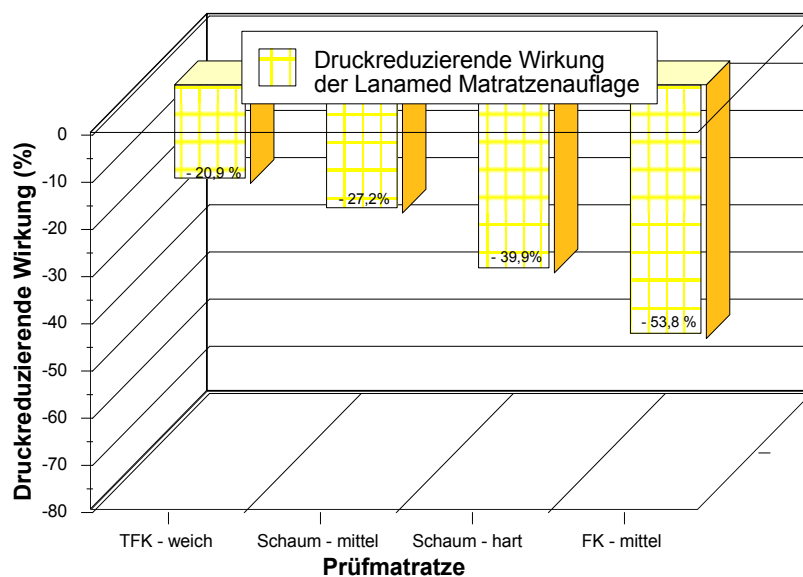 Druckreduzierende Wirkung
der Lanamed Matratzenauflage
Druckreduzierende Wirkung (%)
0
-10
-20
-30
-40
-50
-60
-70
-80
- 20,9 %
- 27,2%
- 39,9%
- 53,8 %
TFK - weich
Schaum - mittel
Schaum - hart
FK - mittel
Prüfmatratze